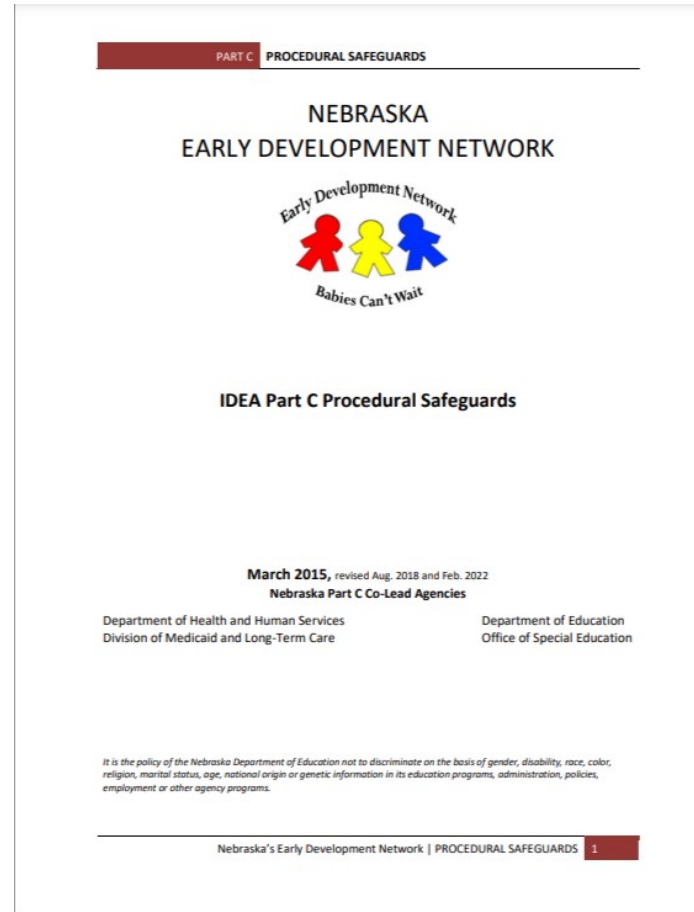 PART C PROCEDURAL SAFEGUARDS
NEBRASKA
EARLY DEVELOPMENT NETWORK
Early Development Network
Babies Can't Wait
IDEA Part C Procedural Safeguards
March 2015, revised Aug. 2018 and Feb. 2022
Nebraska Part C Co-Lead Agencies
Department of Health and Human Services Department of Education
Division of Medicaid and Long-Term Care Office of Special Education
It is the policy of the Nebraska Department of Education not to discriminate on the basis of gender, disability, race, color,
religion, marital status, age, national origin or genetic information in its education programs, administration, policies,
employment or other agency programs.
Nebraska's Early Development Network | PROCEDURAL SAFEGUARDS 1